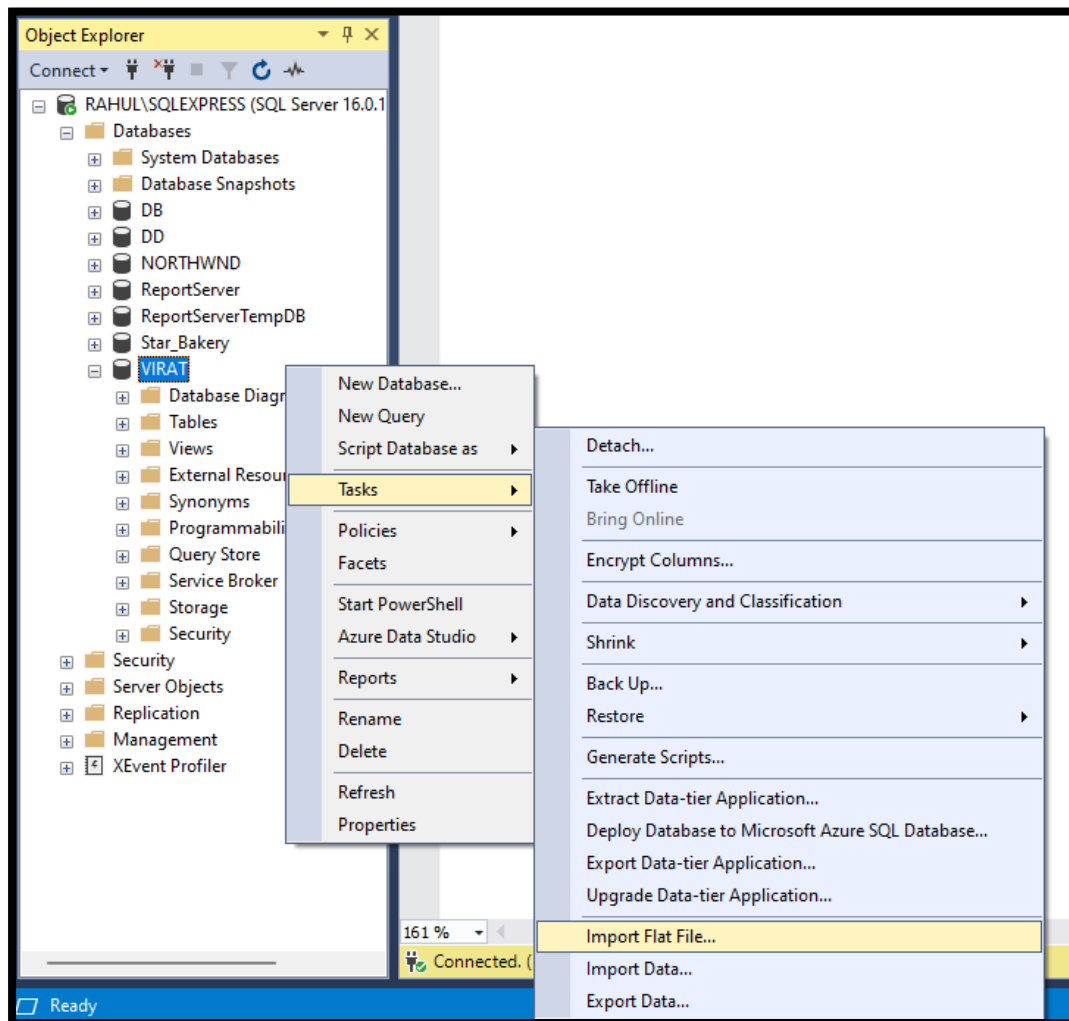 Object Explorer
Connect
RAHUL\SQLEXPRESS (SQL Server 16.0.1
Databases
System Databases
Database Snapshots
DB
DD
NORTHWND
ReportServer
ReportServerTempDB
Star_Bakery
VIRAT
Database Diagr
Tables
Views
External Resou
Synonyms
Programmabili
Query Store
Service Broker
Storage
Security
Security
Server Objects
Replication
Management
XEvent Profiler
New Database...
New Query
Script Database as
Tasks
Policies
Facets
Start PowerShell
Azure Data Studio
Reports
Rename
Delete
Refresh
Properties
Detach...
Take Offline
Bring Online
Encrypt Columns...
Data Discovery and Classification
Shrink
Back Up...
Restore
Generate Scripts...
Extract Data-tier Application...
Deploy Database to Microsoft Azure SQL Database...
Export Data-tier Application...
Upgrade Data-tier Application...
Import Flat File...
Import Data...
Export Data...
161 %
Connected. (
Ready